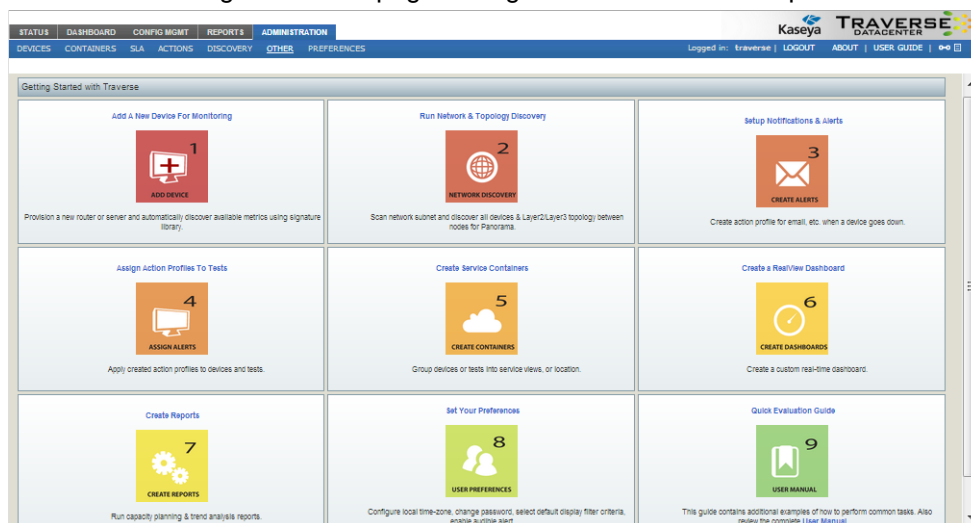 Kaseya TRAVERSE
DATACENTER
STATUS DASHBOARD CONFIG MGMT REPORTS ADMINISTRATION
DEVICES CONTAINERS SLA ACTIONS DISCOVERY OTHER PREFERENCES Logged in: traverse | LOGOUT ABOUT | USER GUIDE |
Getting Started with Traverse
Add A New Device For Monitoring
1
ADD DEVICE
Provision a new router or server and automatically discover available metrics using signature
library.
Run Network & Topology Discovery
2
NETWORK DISCOVERY
Scan network subnet and discover all devices & Layer2/Layer3 topology between
nodes for Panorama.
Setup Notifications & Alerts
3
CREATE ALERTS
Create action profile for email, etc. when a device goes down.
Assign Action Profiles To Tests
4
ASSIGN ALERTS
Apply created action profiles to devices and tests.
Create Service Containers
5
CREATE CONTAINERS
Group devices or tests into service views, or location.
Create a RealView Dashboard
6
CREATE DASHBOARDS
Create a custom real-time dashboard.
Create Reports
7
CREATE REPORTS
Run capacity planning & trend analysis reports.
Set Your Preferences
8
USER PREFERENCES
Configure local time-zone, change password, select default display filter criteria,
enable audible alert
Quick Evaluation Guide
9
USER MANUAL
This guide contains additional examples of how to perform common tasks. Also
review the complete User Manual.